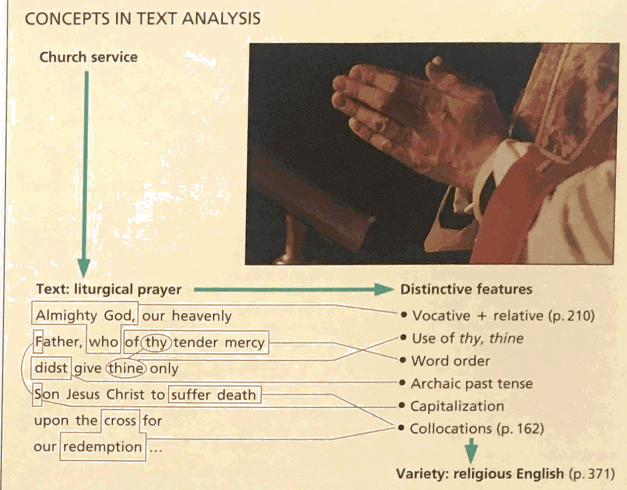 CONCEPTS IN TEXT ANALYSIS
Church service
Text: liturgical prayer
Almighty God, our heavenly
Father, who of thy tender mercy
didst give thine only
Son Jesus Christ to suffer death
upon the cross for
our redemption ...
Distinctive features
• Vocative + relative (p. 210)
• Use of thy, thine
• Word order
• Archaic past tense
• Capitalization
• Collocations (p. 162)
Variety: religious English (p. 371)